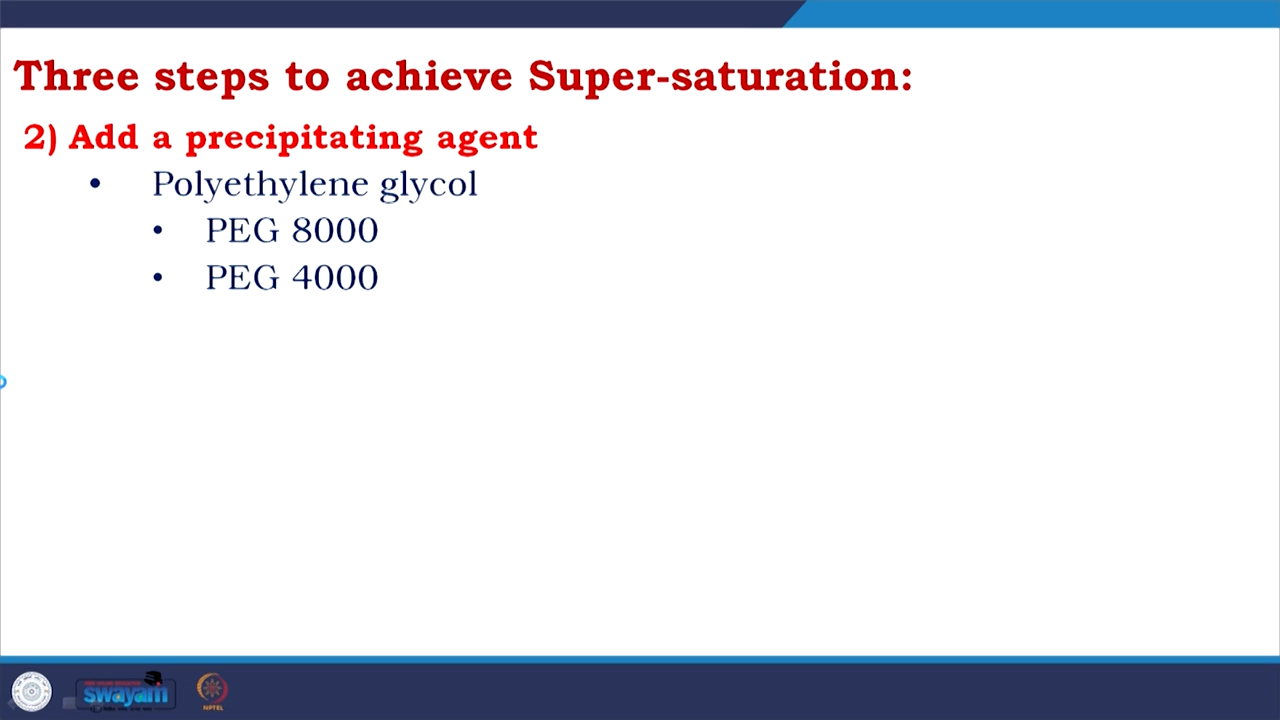 Three steps to achieve Super-saturation:
2) Add a precipitating agent
• Polyethylene glycol
• PEG 8000
• PEG 4000
swayam
NPTEL